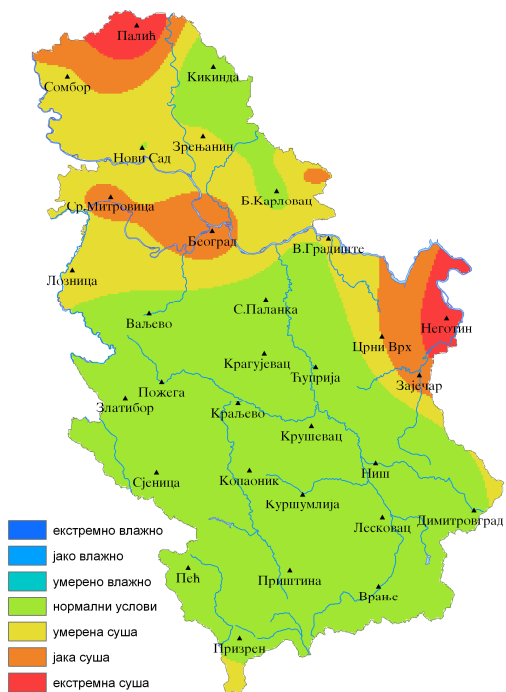 Палић
Кикинда
Сомбор
Зрењанин
Нови Сад
Б.Карловац
Ср.Митровица
Београд
В.Градиште
Лозница
С.Паланка
Ваљево
Неготин
Црни Врх
Крагујевац
Ћуприја
Зајечар
Пожега
Златибор
Краљево
Крушевац
Ниш
Копаоник
Сјеница
Куршумлија
Лесковац
Димитровград
Пећ
Приштина
Врање
Призрен
екстремно влажно
јако влажно
умерено влажно
нормални услови
умерена суша
јака суша
екстремна суша